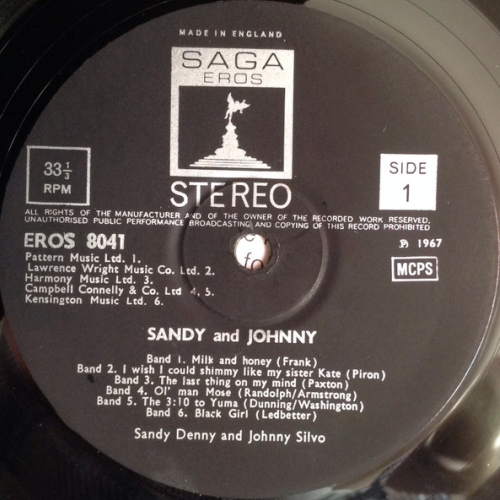 MADE IN ENGLAND
SAGA
EROS
33⅓
RPM
STEREO
SIDE
1
ALL RIGHTS OF THE MANUFACTURER AND OF THE OWNER OF THE RECORDED WORK RESERVED.
UNAUTHORISED PUBLIC PERFORMANCE BROADCASTING AND COPYING OF THIS RECORD PROHIBITED
EROS 8041
℗ 1967
Pattern Music Ltd. 1.
Lawrence Wright Music Co. Ltd. 2.
Harmony Music Ltd. 3.
Campbell Connelly & Co. Ltd 4, 5.
Kensington Music Ltd. 6.
MCPS
fo
SANDY and JOHNNY
Band 1. Milk and honey (Frank)
Band 2. I wish I could shimmy like my sister Kate (Piron)
Band 3. The last thing on my mind (Paxton)
Band 4. Ol' man Mose (Randolph/Armstrong)
Band 5. The 3:10 to Yuma (Dunning/Washington)
Band 6. Black Girl (Ledbetter)
Sandy Denny and Johnny Silvo